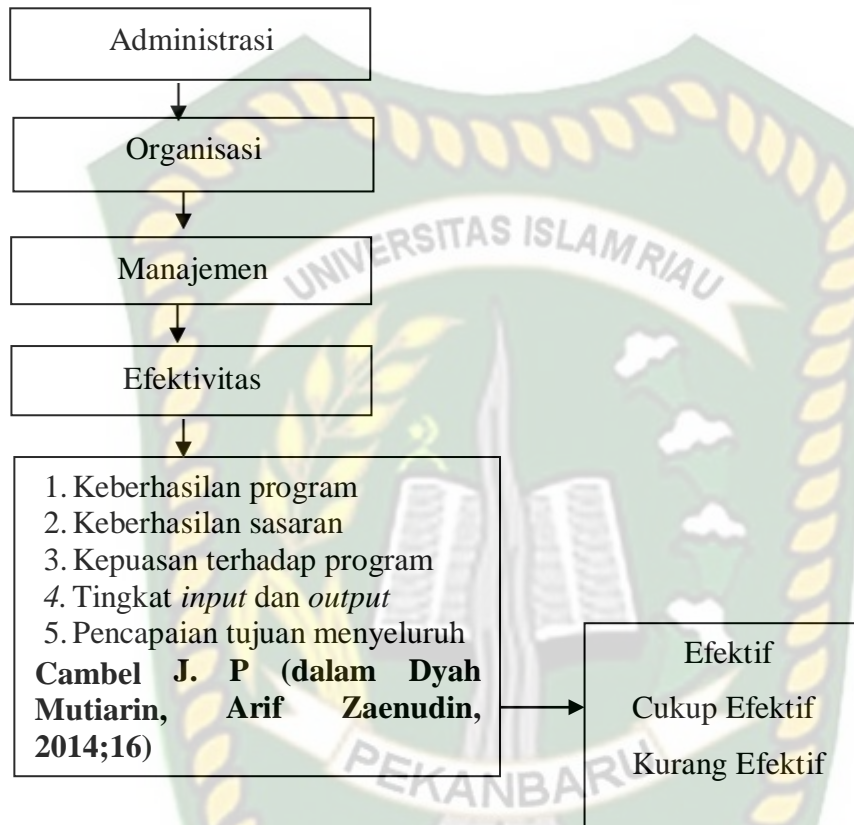 Administrasi
Organisasi
UNIVERSITAS ISLAM RIAU
Manajemen
Efektivitas
1. Keberhasilan program
2. Keberhasilan sasaran
3. Kepuasan terhadap program
4. Tingkat input dan output
5. Pencapaian tujuan menyeluruh
Cambel J. P (dalam Dyah
Mutiarin, Arif Zaenudin,
2014;16)
Efektif
Cukup Efektif
Kurang Efektif
PEKANBARU